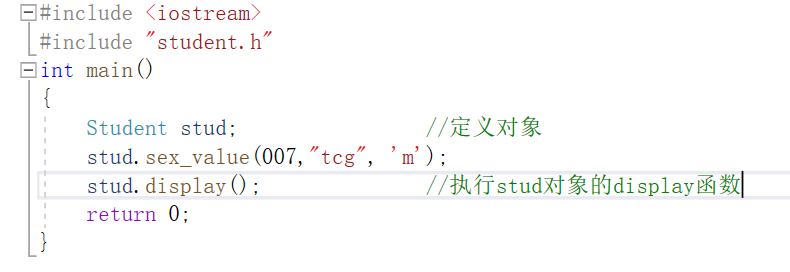 #include <iostream>
#include "student.h"
int main()
{
Student stud; //定义对象
stud.sex_value(007,"tcg", 'm');
stud.display(); //执行stud对象的display函数
return 0;
}